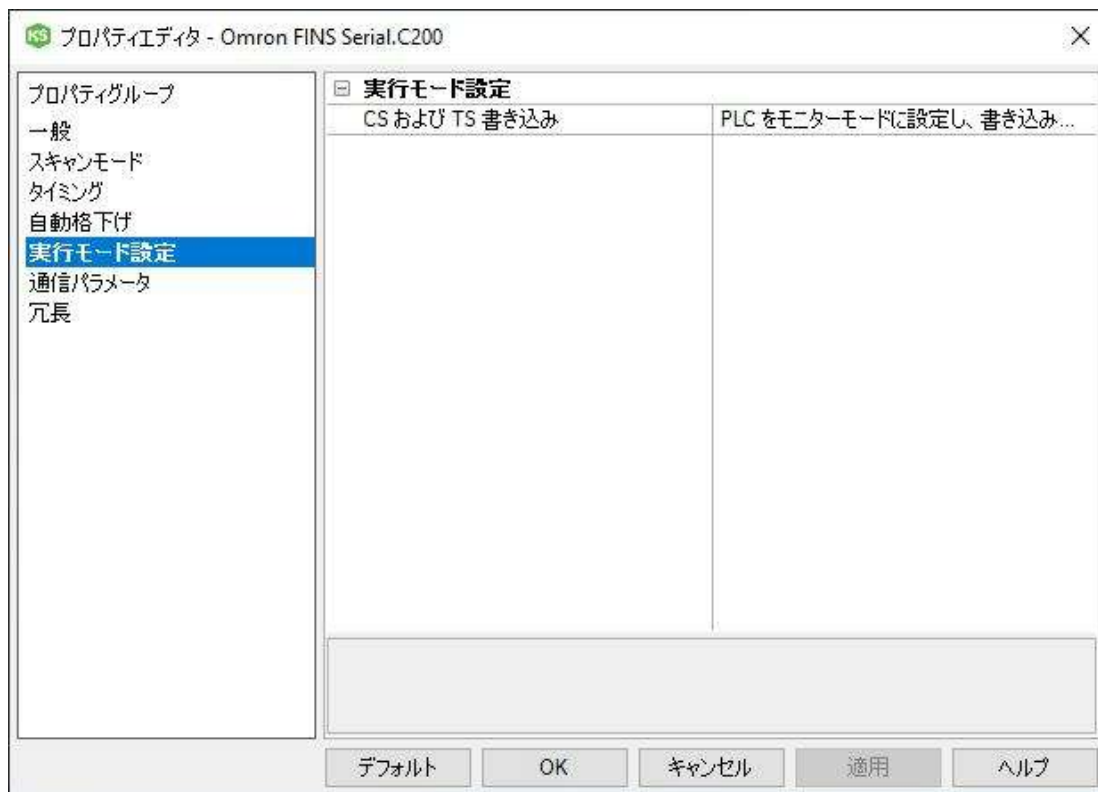 KS プロパティエディタ - Omron FINS Serial.C200
プロパティグループ
一般
スキャンモード
タイミング
自動格下げ
実行モード設定
通信パラメータ
冗長
実行モード設定
CS および TS 書き込み PLC をモニターモードに設定し、書き込み...
デフォルト OK キャンセル 適用 ヘルプ